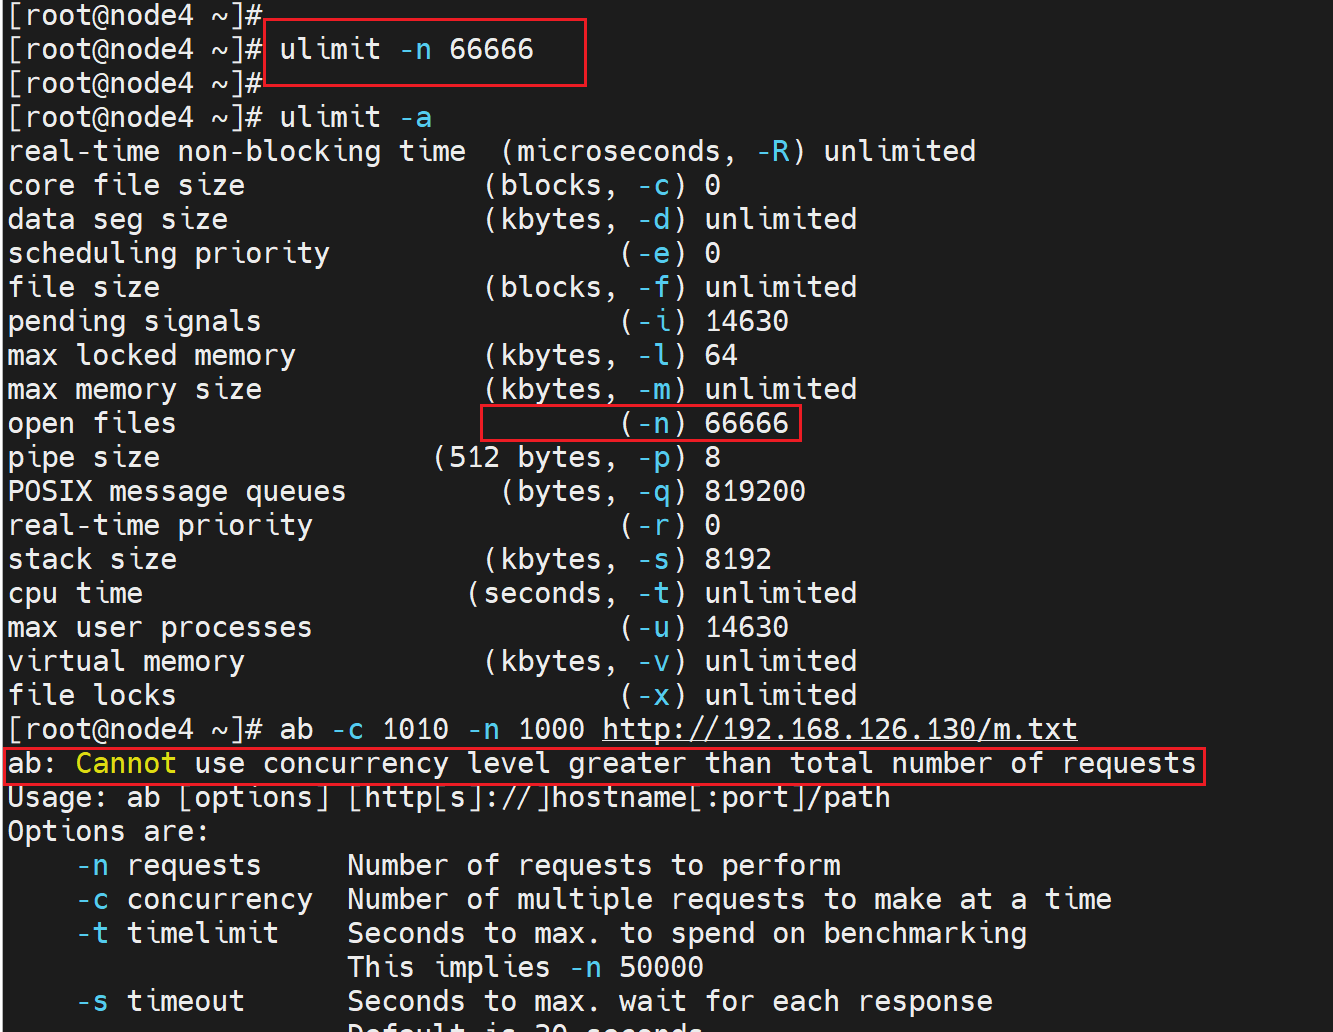 [root@node4 ~]#
[root@node4 ~]# ulimit -n 66666
[root@node4 ~]#
[root@node4 ~]# ulimit -a
real-time non-blocking time  (microseconds, -R) unlimited
core file size              (blocks, -c) 0
data seg size               (kbytes, -d) unlimited
scheduling priority                 (-e) 0
file size                   (blocks, -f) unlimited
pending signals                     (-i) 14630
max locked memory           (kbytes, -l) 64
max memory size             (kbytes, -m) unlimited
open files                          (-n) 66666
pipe size                (512 bytes, -p) 8
POSIX message queues         (bytes, -q) 819200
real-time priority                  (-r) 0
stack size                  (kbytes, -s) 8192
cpu time                   (seconds, -t) unlimited
max user processes                  (-u) 14630
virtual memory              (kbytes, -v) unlimited
file locks                          (-x) unlimited
[root@node4 ~]# ab -c 1010 -n 1000 http://192.168.126.130/m.txt
ab: Cannot use concurrency level greater than total number of requests
Usage: ab [options] [http[s]://]hostname[:port]/path
Options are:
    -n requests     Number of requests to perform
    -c concurrency  Number of multiple requests to make at a time
    -t timelimit    Seconds to max. to spend on benchmarking
                    This implies -n 50000
    -s timeout      Seconds to max. wait for each response
                    Default is 30 seconds